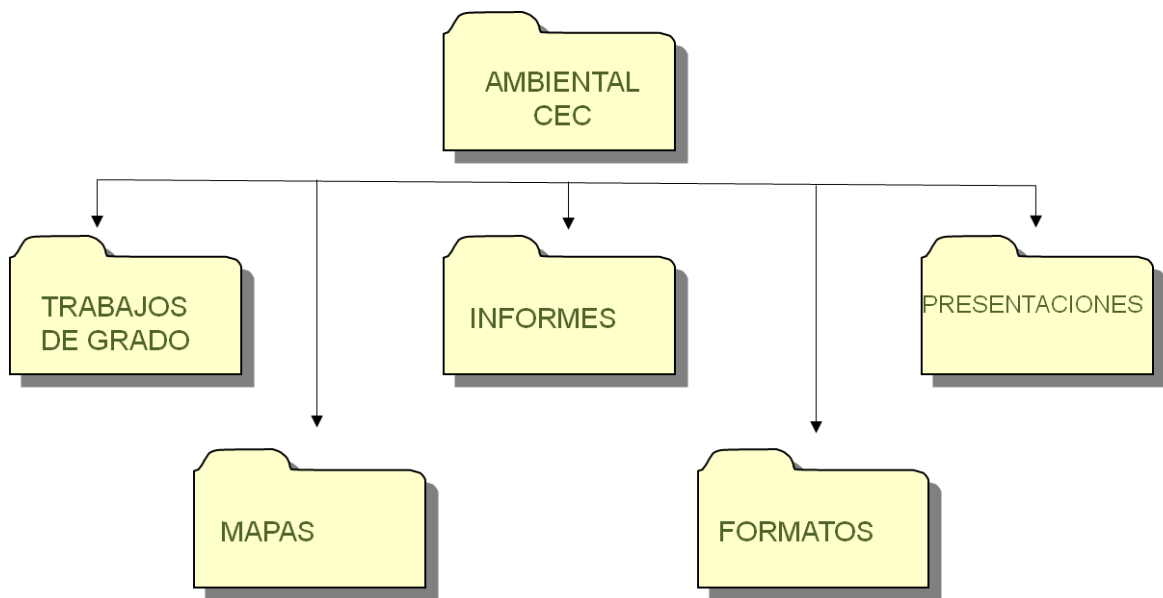 AMBIENTAL
CEC
TRABAJOS
DE GRADO
INFORMES
PRESENTACIONES
MAPAS
FORMATOS